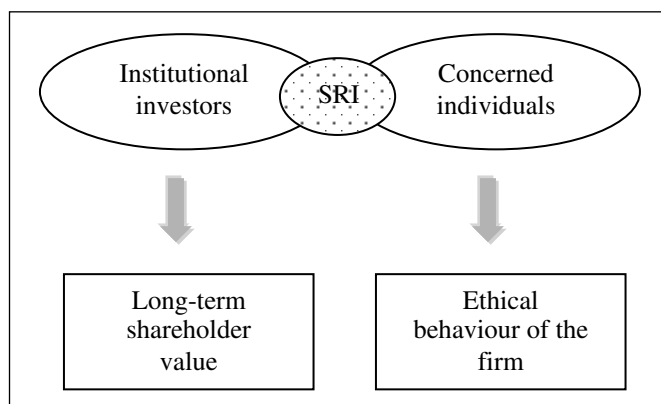 Institutional
investors
SRI
Concerned
individuals
Long-term
shareholder
value
Ethical
behaviour of the
firm